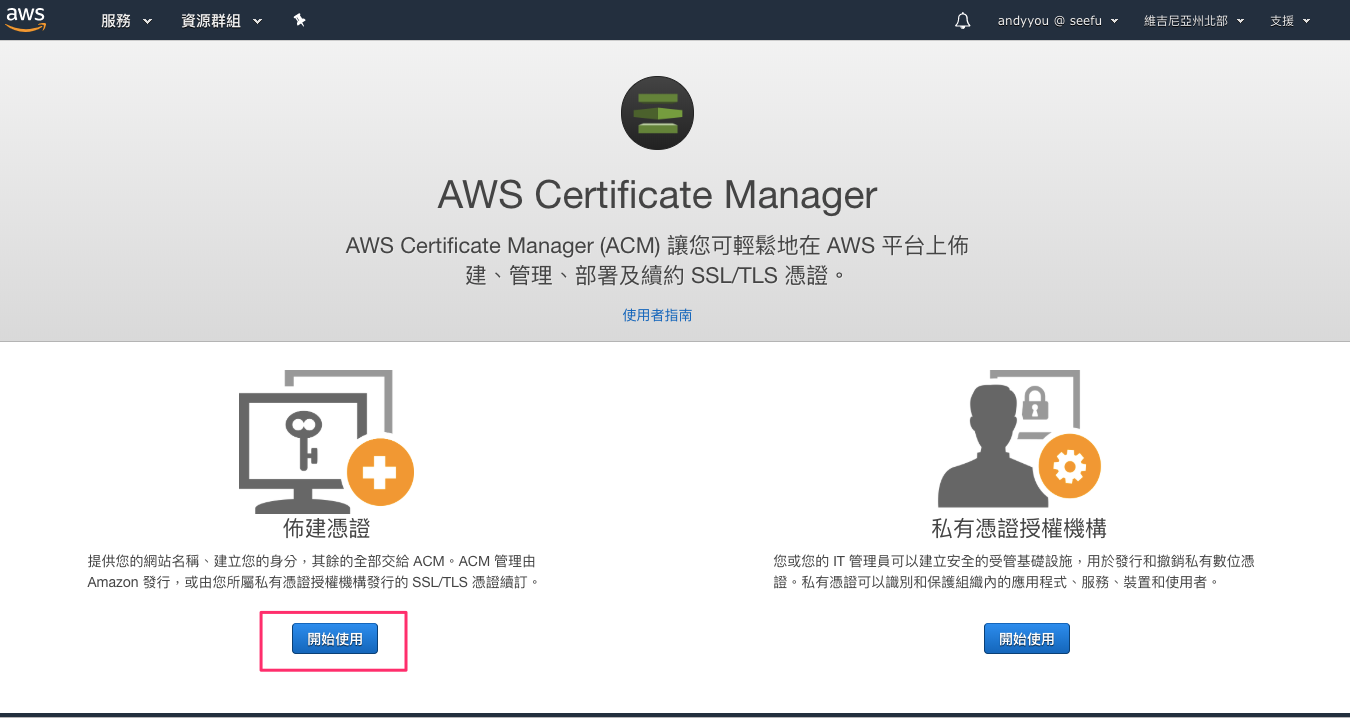 aws 服務 資源群組 andyyou @ seefu 維吉尼亞州北部 支援
AWS Certificate Manager
AWS Certificate Manager (ACM) 讓您可輕鬆地在 AWS 平台上佈
建、管理、部署及續約 SSL/TLS 憑證。
使用者指南
佈建憑證
提供您的網站名稱、建立您的身分，其餘的全部交給 ACM。ACM 管理由
Amazon 發行，或由您所屬私有憑證授權機構發行的 SSL/TLS 憑證續訂。
開始使用
私有憑證授權機構
您或您的 IT 管理員可以建立安全的受管基礎設施，用於發行和撤銷私有數位憑
證。私有憑證可以識別和保護組織內的應用程式、服務、裝置和使用者。
開始使用